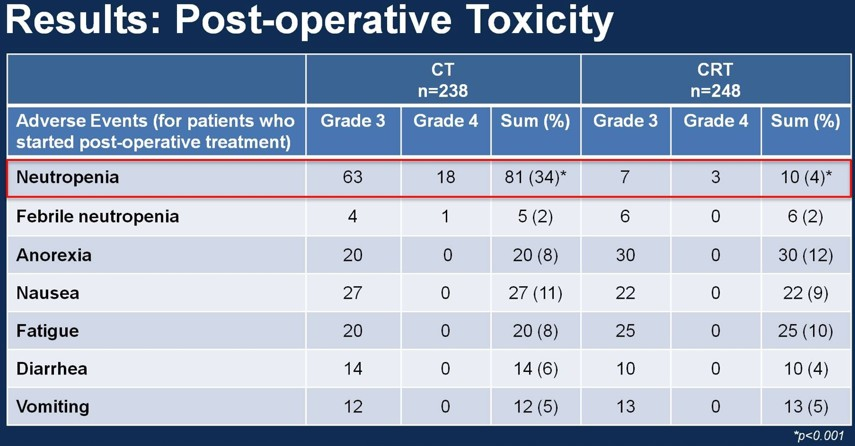 Results: Post-operative Toxicity
CT CRT
n=238 n=248
Adverse Events (for patients who started post-operative treatment) Grade 3 Grade 4 Sum (%) Grade 3 Grade 4 Sum (%)
Neutropenia 63 18 81 (34)* 7 3 10 (4)*
Febrile neutropenia 4 1 5 (2) 6 0 6 (2)
Anorexia 20 0 20 (8) 30 0 30 (12)
Nausea 27 0 27 (11) 22 0 22 (9)
Fatigue 20 0 20 (8) 25 0 25 (10)
Diarrhea 14 0 14 (6) 10 0 10 (4)
Vomiting 12 0 12 (5) 13 0 13 (5)
*p<0.001